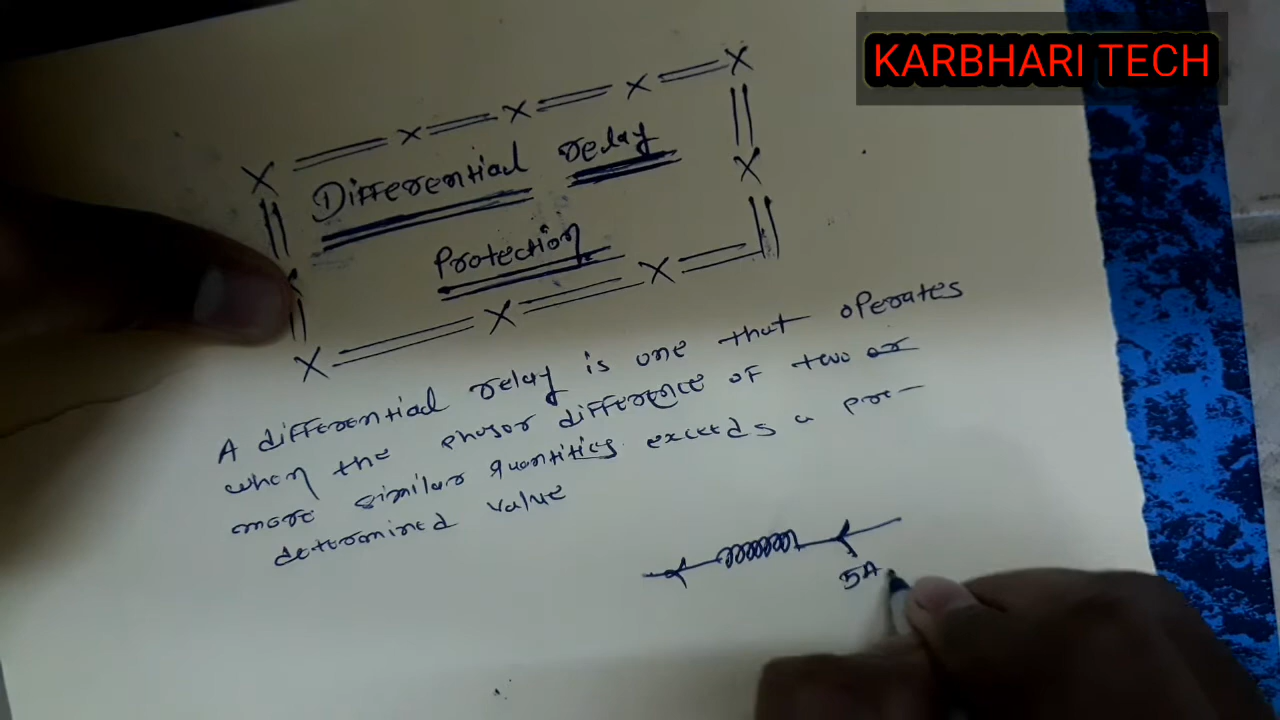 KARBHARI TECH
Differential relay
Protection
A differential relay is one that operates
when the phasor difference of two or
more similar quantities exceeds a pre-
determined value
5A